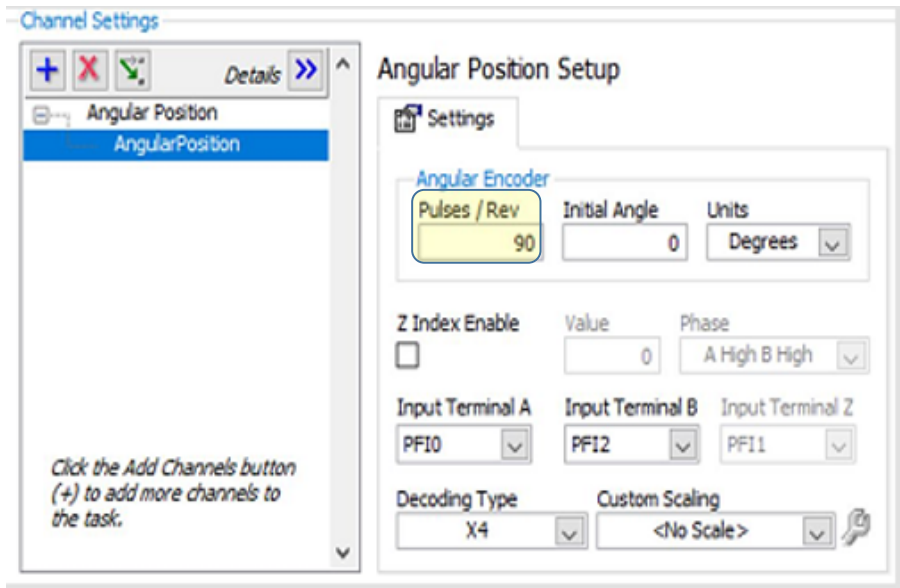 Channel Settings
Details
Angular Position
AngularPosition
Click the Add Channels button
(+) to add more channels to
the task.
Angular Position Setup
Settings
Angular Encoder
Pulses / Rev Initial Angle Units
90 0 Degrees
Z Index Enable Value Phase
0 A High B High
Input Terminal A Input Terminal B Input Terminal Z
PFI0 PFI2 PFI1
Decoding Type Custom Scaling
X4 <No Scale>